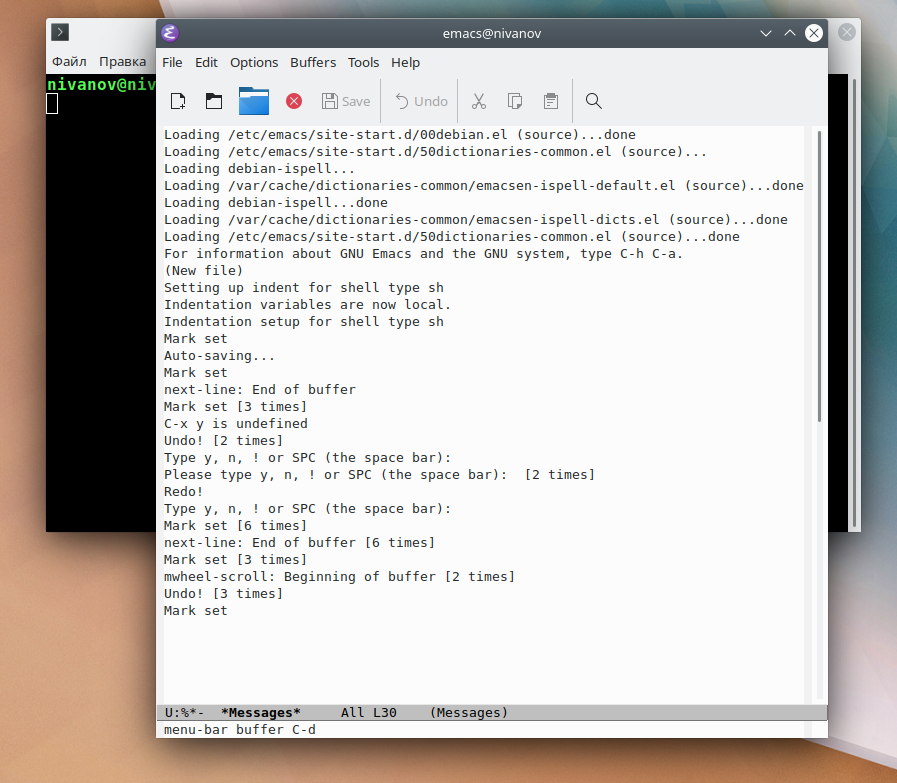 emacs@nivanov
Файл Правка
nivanov@niv
File Edit Options Buffers Tools Help
Save Undo
Loading /etc/emacs/site-start.d/00debian.el (source)...done
Loading /etc/emacs/site-start.d/50dictionaries-common.el (source)...
Loading debian-ispell...
Loading /var/cache/dictionaries-common/emacsen-ispell-default.el (source)...done
Loading debian-ispell...done
Loading /var/cache/dictionaries-common/emacsen-ispell-dicts.el (source)...done
Loading /etc/emacs/site-start.d/50dictionaries-common.el (source)...done
For information about GNU Emacs and the GNU system, type C-h C-a.
(New file)
Setting up indent for shell type sh
Indentation variables are now local.
Indentation setup for shell type sh
Mark set
Auto-saving...
Mark set
next-line: End of buffer
Mark set [3 times]
C-x y is undefined
Undo! [2 times]
Type y, n, ! or SPC (the space bar):
Please type y, n, ! or SPC (the space bar):  [2 times]
Redo!
Type y, n, ! or SPC (the space bar):
Mark set [6 times]
next-line: End of buffer [6 times]
Mark set [3 times]
mwheel-scroll: Beginning of buffer [2 times]
Undo! [3 times]
Mark set
U:%*-  *Messages*     All L30    (Messages)
menu-bar buffer C-d